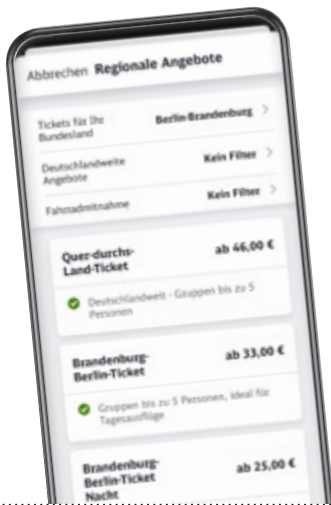 Abbrechen Regionale Angebote
Tickets für Ihr
Bundesland
Berlin-Brandenburg
Deutschlandweite
Angebote
Kein Filter
Fahrradmitnahme
Kein Filter
Quer-durchs-
Land-Ticket
ab 46,00 €
Deutschlandweit - Gruppen bis zu 5
Personen
Brandenburg-
Berlin-Ticket
ab 33,00 €
Gruppen bis zu 5 Personen, ideal für
Tagesausflüge
Brandenburg-
Berlin-Ticket
Nacht
ab 25,00 €